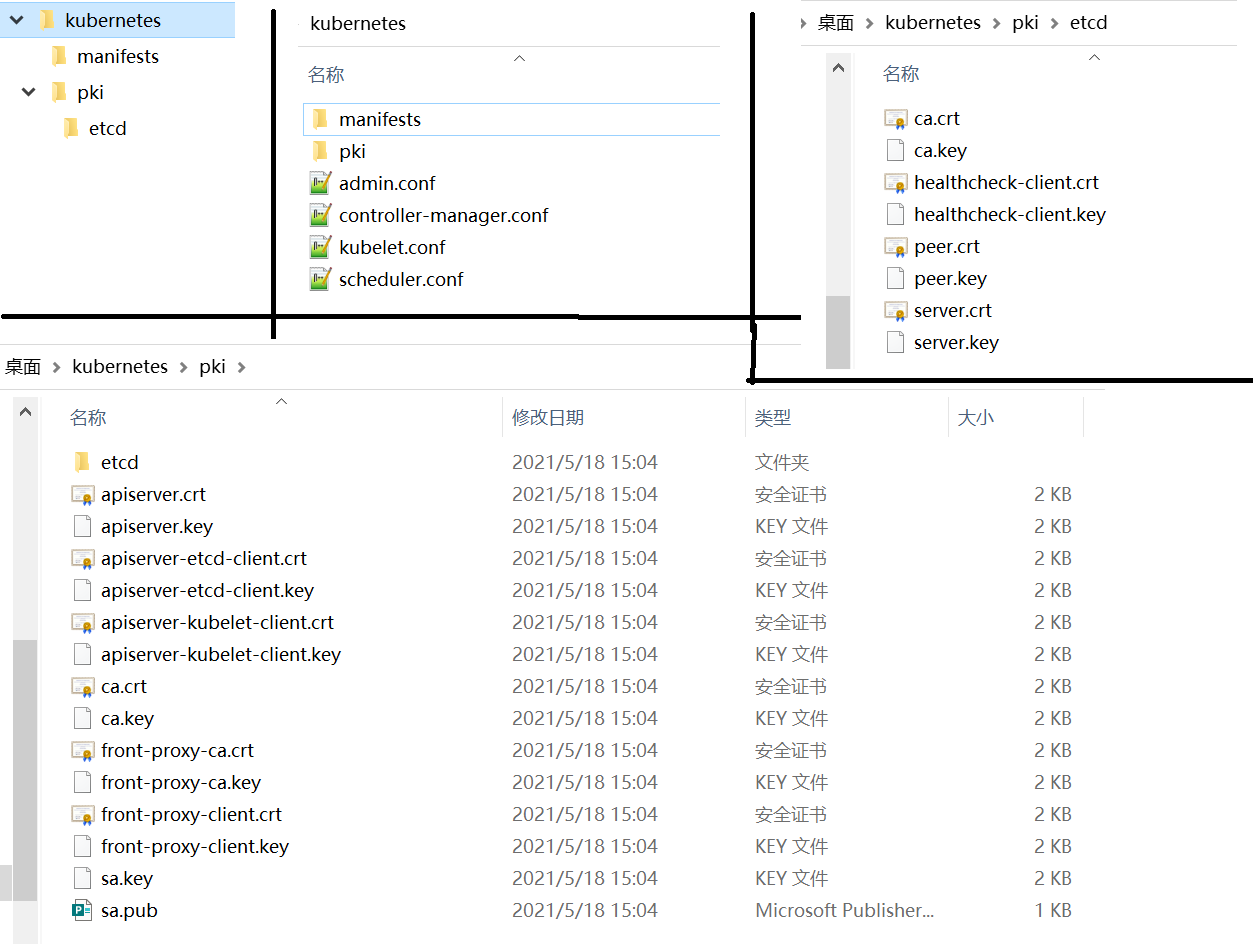 kubernetes
manifests
pki
etcd
kubernetes
名称
manifests
pki
admin.conf
controller-manager.conf
kubelet.conf
scheduler.conf
桌面 > kubernetes > pki > etcd
名称
ca.crt
ca.key
healthcheck-client.crt
healthcheck-client.key
peer.crt
peer.key
server.crt
server.key
桌面 > kubernetes > pki >
名称 修改日期 类型 大小
etcd 2021/5/18 15:04 文件夹
apiserver.crt 2021/5/18 15:04 安全证书 2 KB
apiserver.key 2021/5/18 15:04 KEY 文件 2 KB
apiserver-etcd-client.crt 2021/5/18 15:04 安全证书 2 KB
apiserver-etcd-client.key 2021/5/18 15:04 KEY 文件 2 KB
apiserver-kubelet-client.crt 2021/5/18 15:04 安全证书 2 KB
apiserver-kubelet-client.key 2021/5/18 15:04 KEY 文件 2 KB
ca.crt 2021/5/18 15:04 安全证书 2 KB
ca.key 2021/5/18 15:04 KEY 文件 2 KB
front-proxy-ca.crt 2021/5/18 15:04 安全证书 2 KB
front-proxy-ca.key 2021/5/18 15:04 KEY 文件 2 KB
front-proxy-client.crt 2021/5/18 15:04 安全证书 2 KB
front-proxy-client.key 2021/5/18 15:04 KEY 文件 2 KB
sa.key 2021/5/18 15:04 KEY 文件 2 KB
sa.pub 2021/5/18 15:04 Microsoft Publisher... 1 KB